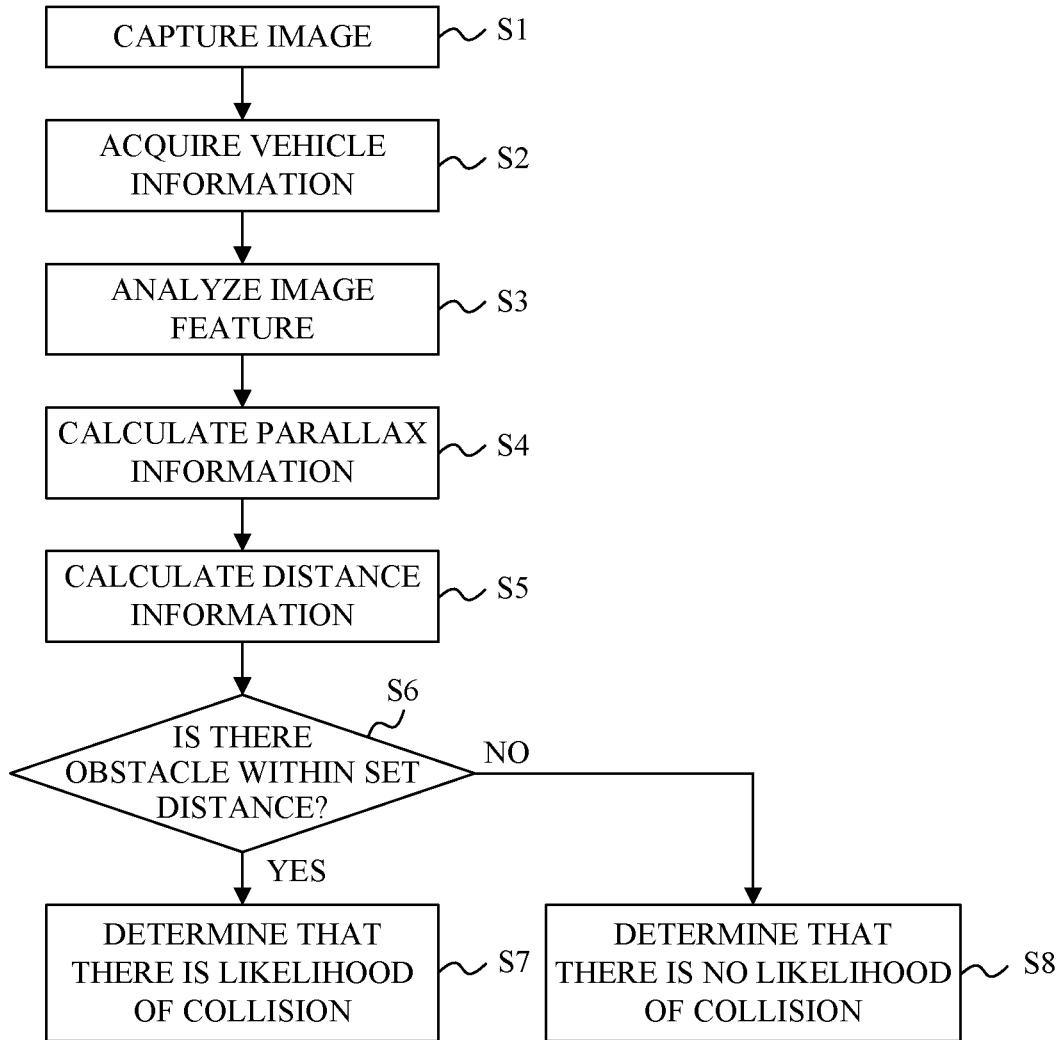 CAPTURE IMAGE
S1
ACQUIRE VEHICLE
INFORMATION
S2
ANALYZE IMAGE
FEATURE
S3
CALCULATE PARALLAX
INFORMATION
S4
CALCULATE DISTANCE
INFORMATION
S5
S6
IS THERE
OBSTACLE WITHIN SET
DISTANCE?
NO
YES
DETERMINE THAT
THERE IS LIKELIHOOD
OF COLLISION
S7
DETERMINE THAT
THERE IS NO LIKELIHOOD
OF COLLISION
S8